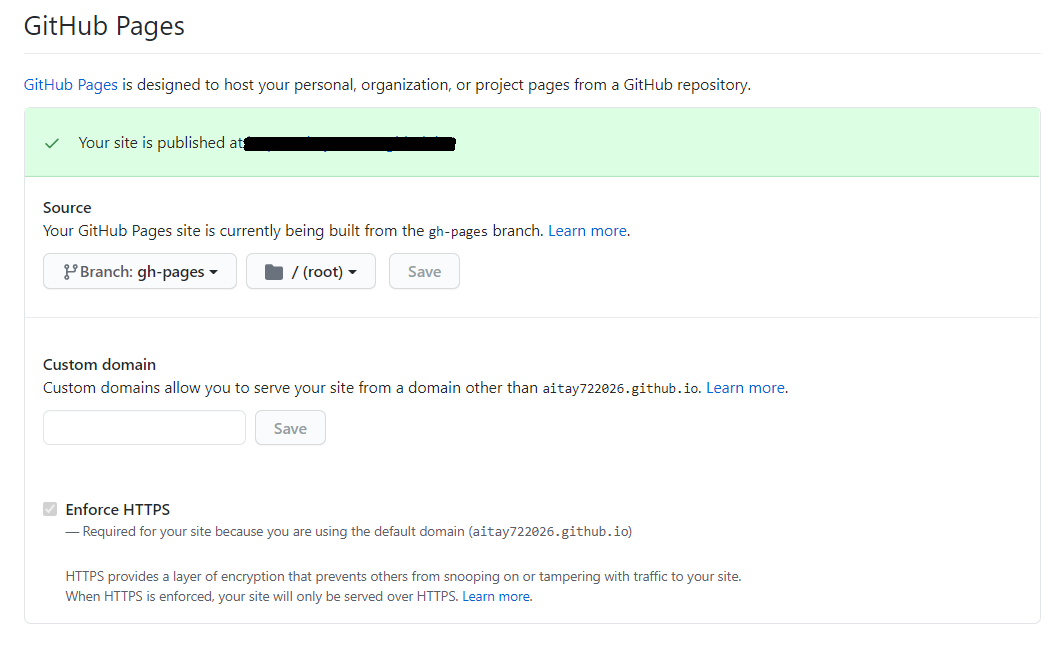 GitHub Pages
GitHub Pages is designed to host your personal, organization, or project pages from a GitHub repository.
Your site is published at
Source
Your GitHub Pages site is currently being built from the gh-pages branch. Learn more.
Branch: gh-pages
/ (root)
Save
Custom domain
Custom domains allow you to serve your site from a domain other than aitay722026.github.io. Learn more.
Save
Enforce HTTPS
— Required for your site because you are using the default domain (aitay722026.github.io)
HTTPS provides a layer of encryption that prevents others from snooping on or tampering with traffic to your site.
When HTTPS is enforced, your site will only be served over HTTPS. Learn more.